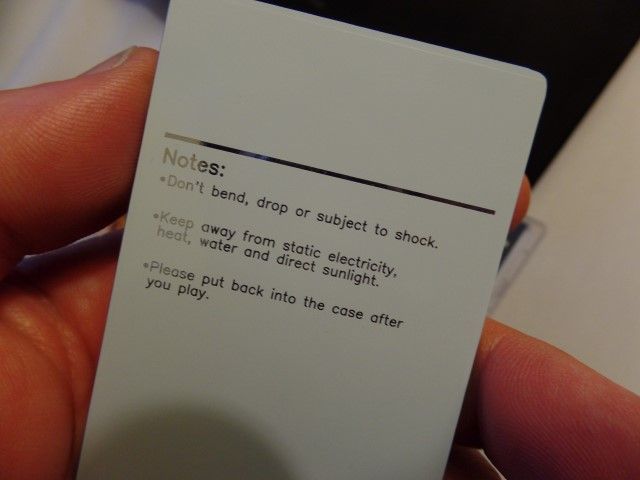 Notes:
•Don't bend, drop or subject to shock.
•Keep away from static electricity,
heat, water and direct sunlight.
•Please put back into the case after
you play.